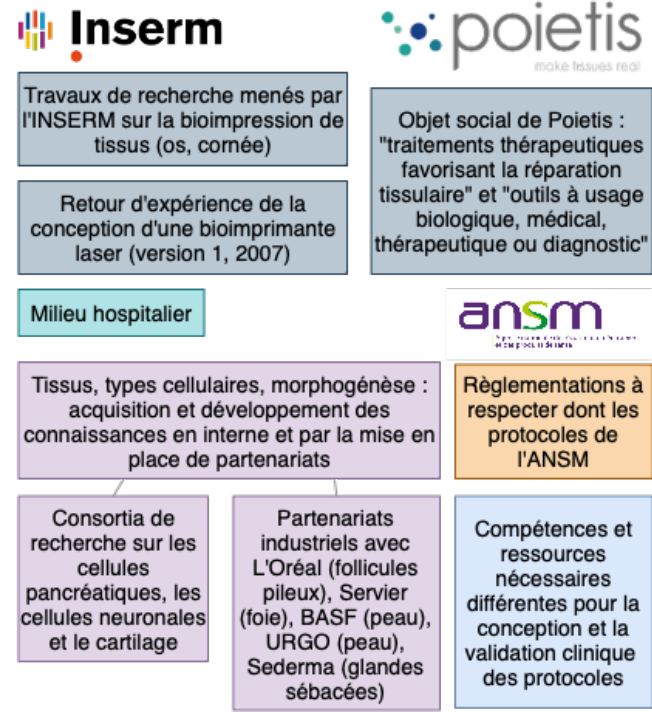 Inserm
poietis
make tissues real
Travaux de recherche menés par
l'INSERM sur la bioimpression de
tissus (os, cornée)
Objet social de Poietis :
"traitements thérapeutiques
favorisant la réparation
tissulaire" et "outils à usage
biologique, médical,
thérapeutique ou diagnostic"
Retour d'expérience de la
conception d'une bioimprimante
laser (version 1, 2007)
Milieu hospitalier
ansm
Tissus, types cellulaires, morphogénèse :
acquisition et développement des
connaissances en interne et par la mise en
place de partenariats
Règlementations à
respecter dont les
protocoles de
l'ANSM
Consortia de
recherche sur les
cellules
pancréatiques, les
cellules neuronales
et le cartilage
Partenariats
industriels avec
L'Oréal (follicules
pileux), Servier
(foie), BASF (peau),
URGO (peau),
Sederma (glandes
sébacées)
Compétences et
ressources
nécessaires
différentes pour la
conception et la
validation clinique
des protocoles